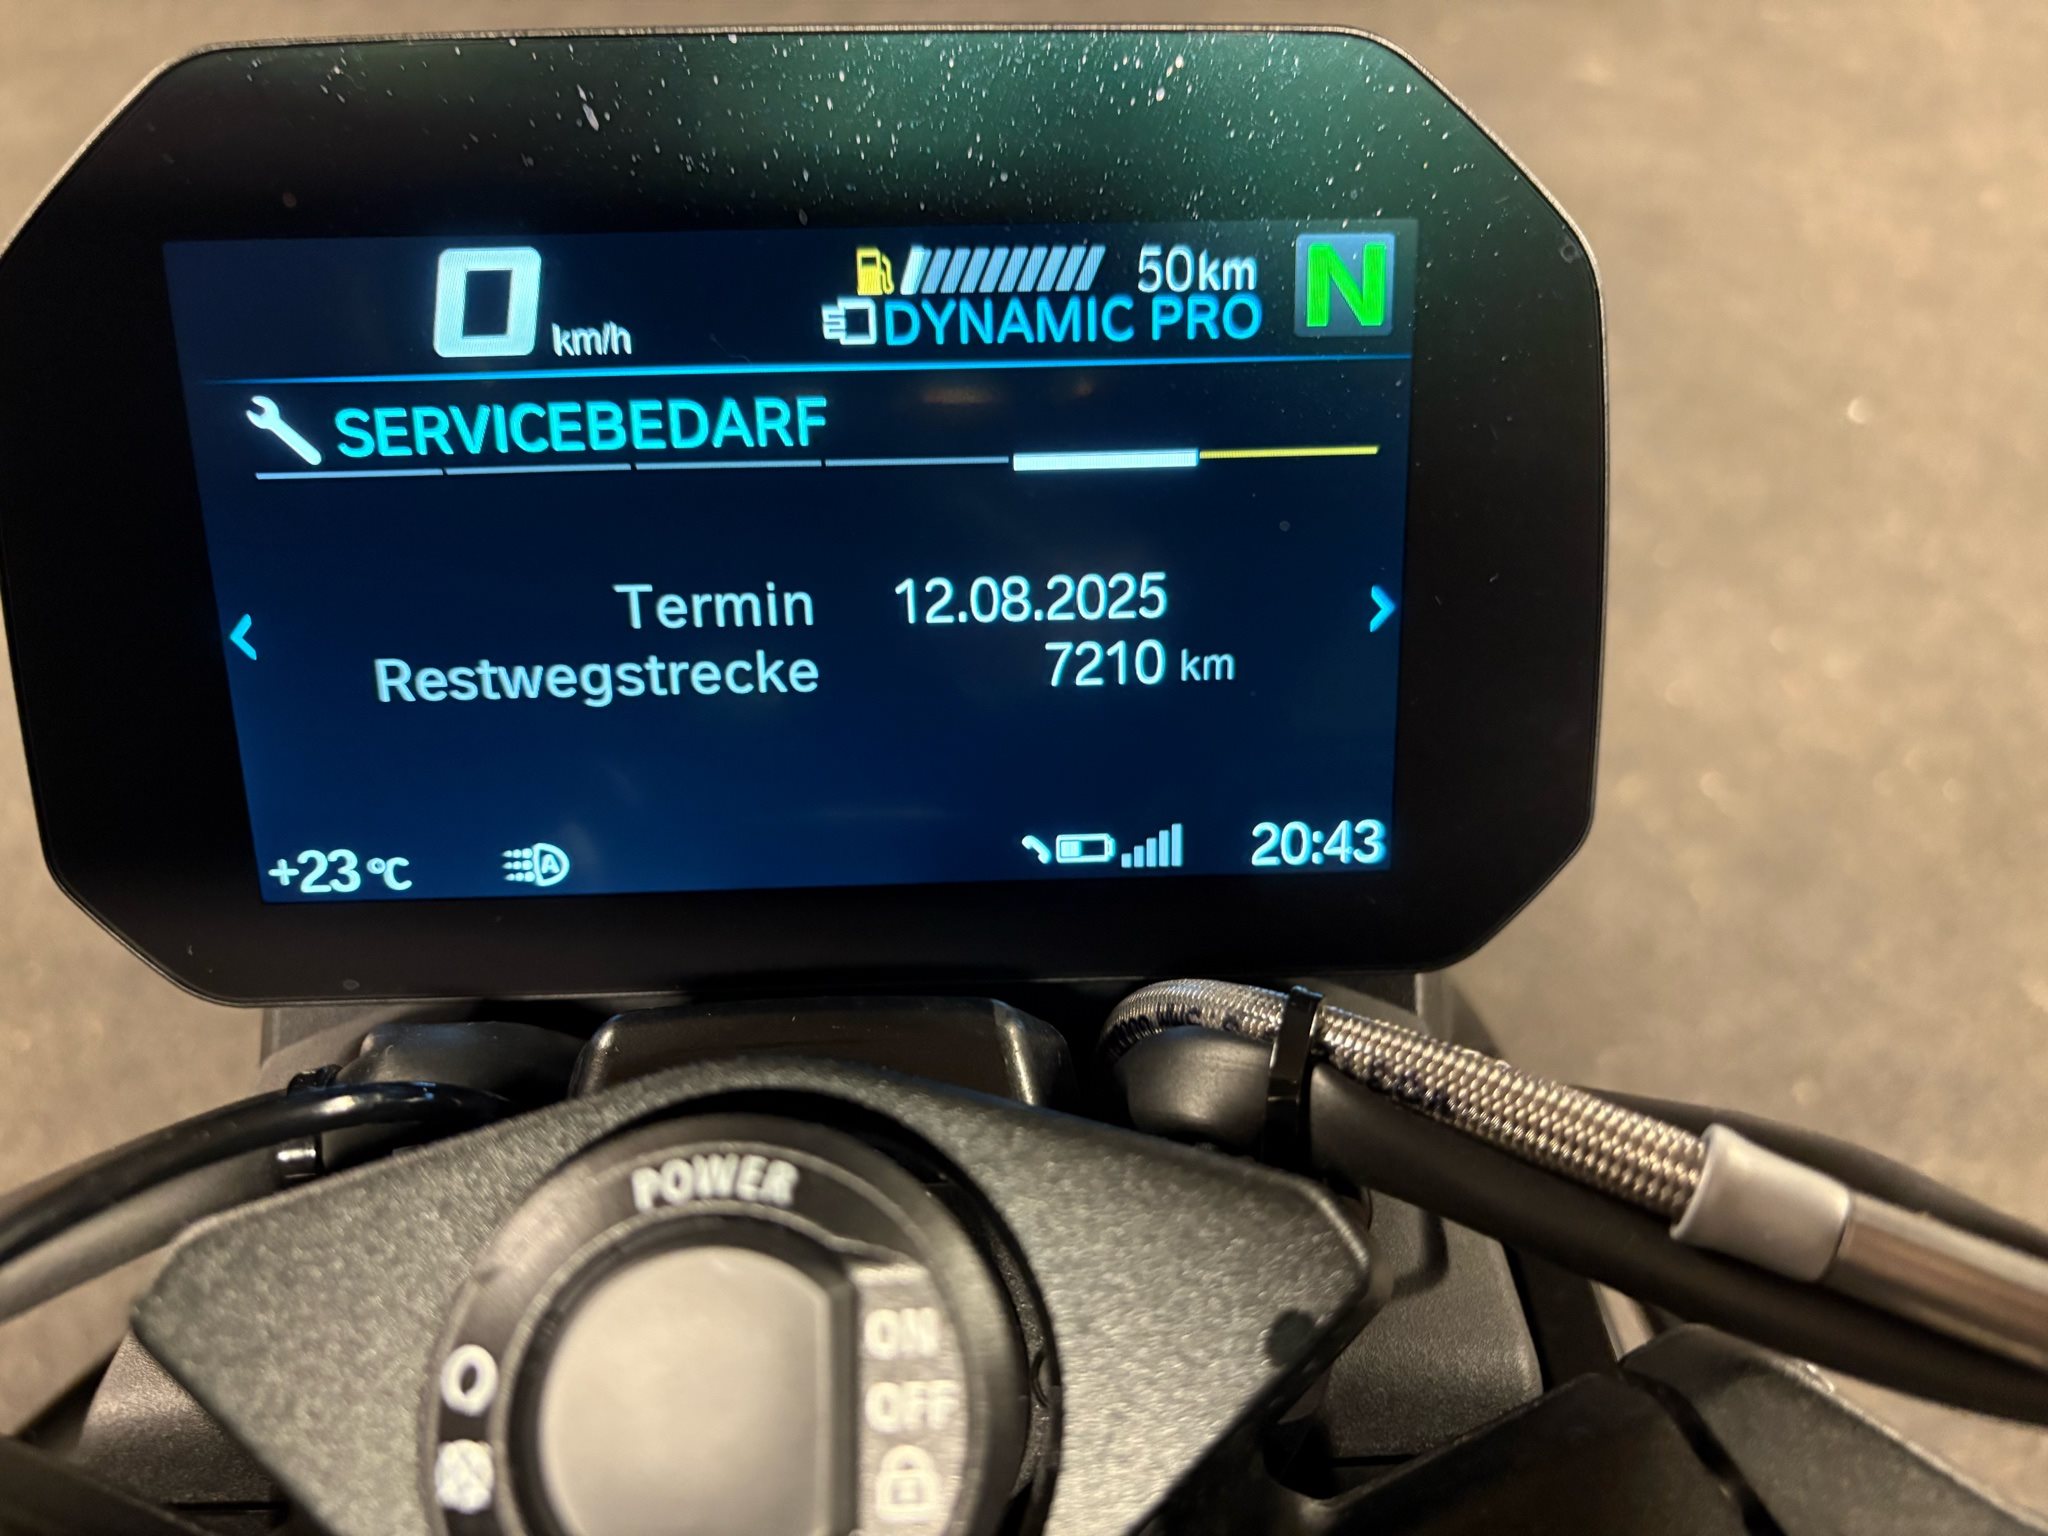 0 km/h
50km
N
DYNAMIC PRO
SERVICEBEDARF
Termin 12.08.2025
Restwegstrecke 7210 km
+23°C
A
20:43
POWER
ON
OFF